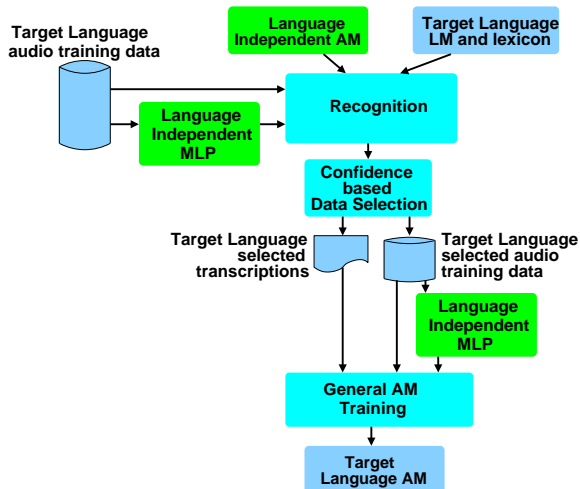 Target Language
audio training data
Language
Independent AM
Target Language
LM and lexicon
Recognition
Language
Independent
MLP
Confidence
based
Data Selection
Target Language
selected
transcriptions
Target Language
selected audio
training data
Language
Independent
MLP
General AM
Training
Target
Language AM